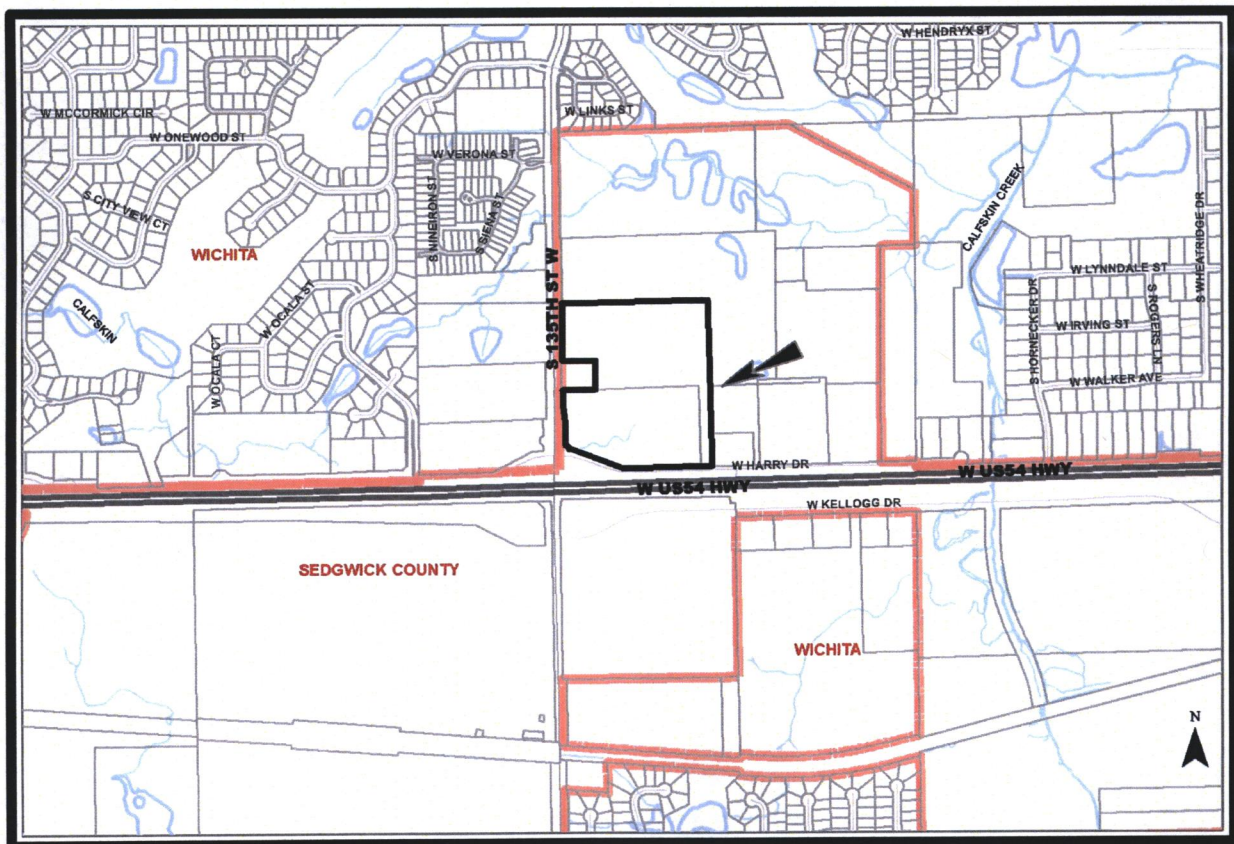 W HENDRYX ST
W LINKS ST
W MCCORMICK CIR
W ONEWOOD ST
W VERONA ST
S NINEIRON ST
S SIENA ST
S CITY VIEW CT
WICHITA
CALFSKIN CREEK
S WHEATRIDGE DR
W LYNNDALE ST
S ROGERS LN
W IRVING ST
S HORNECKER DR
W WALKER AVE
CALFSKIN
W OCALA ST
W OCALA CT
S 135TH ST W
W HARRY DR
W US54 HWY
W US54 HWY
W KELLOGG DR
SEDGWICK COUNTY
WICHITA
N